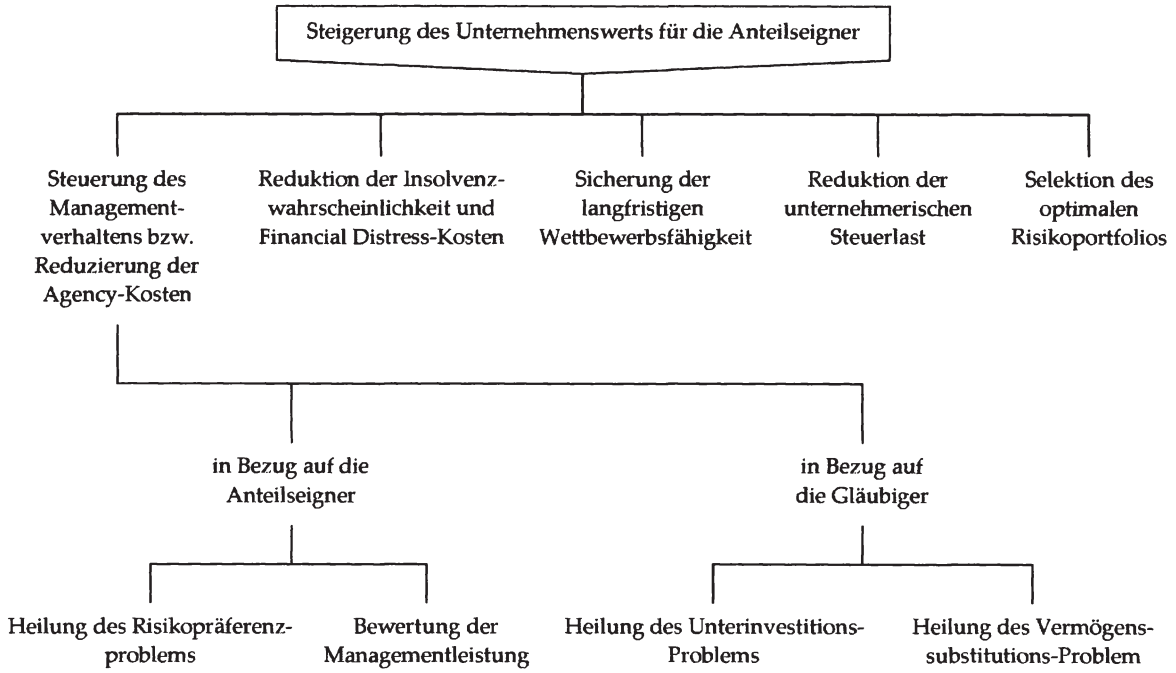 Steigerung des Unternehmenswerts für die Anteilseigner
Steuerung des
Management-
verhaltens bzw.
Reduzierung der
Agency-Kosten
Reduktion der Insolvenz-
wahrscheinlichkeit und
Financial Distress-Kosten
Sicherung der
langfristigen
Wettbewerbsfähigkeit
Reduktion der
unternehmerischen
Steuerlast
Selektion des
optimalen
Risikoportfolios
in Bezug auf die
Anteilseigner
in Bezug auf
die Gläubiger
Heilung des Risikopräferenz-
problems
Bewertung der
Managementleistung
Heilung des Unterinvestitions-
Problems
Heilung des Vermögens-
substitutions-Problem